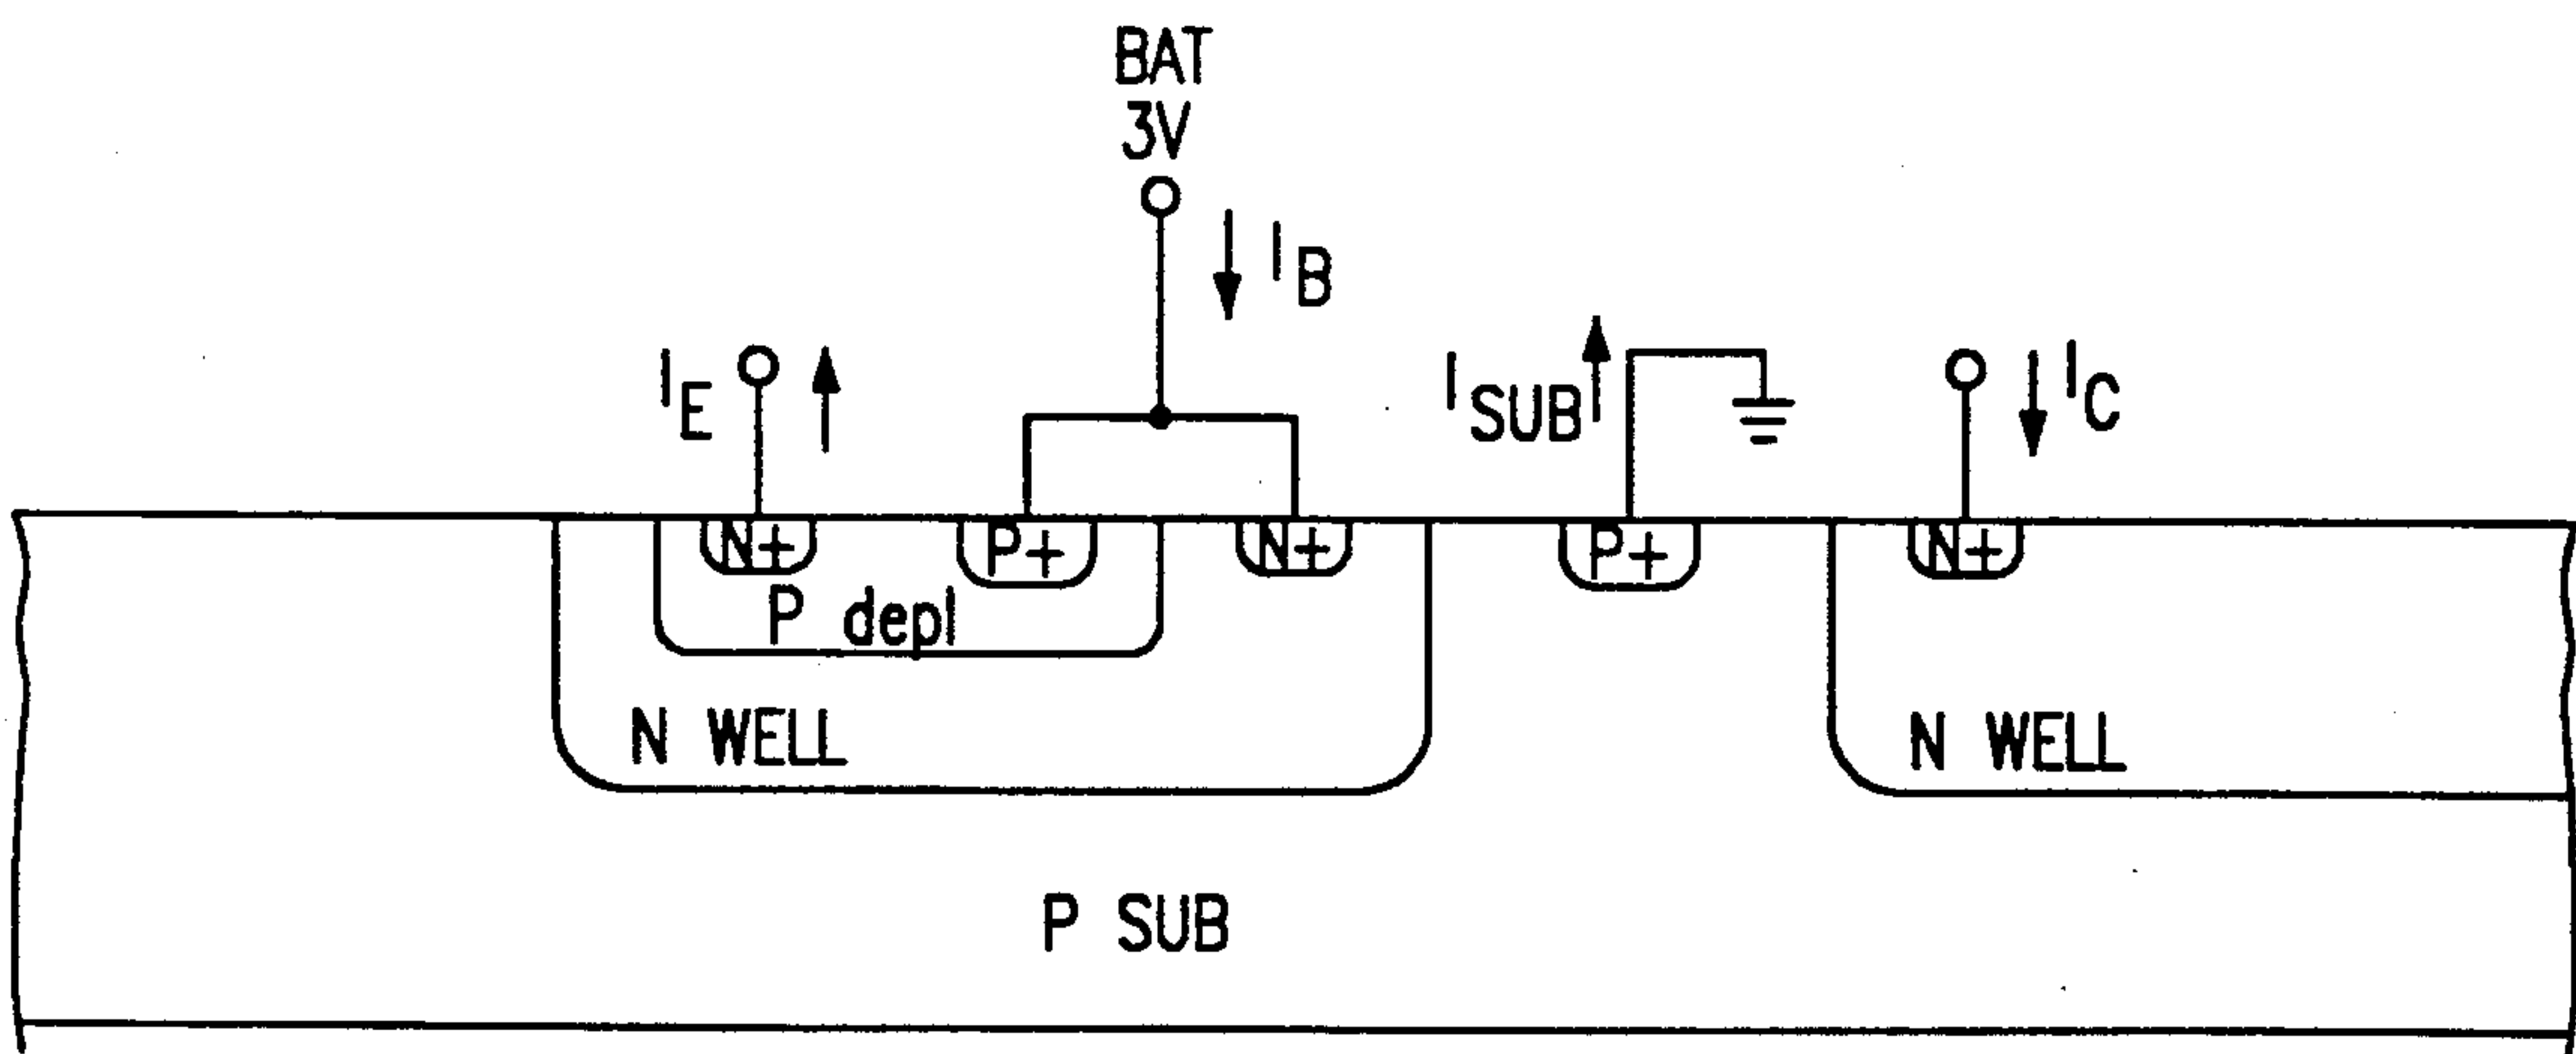 BAT
3V
I_B
I_E
I_SUB
I_C
N+
P+
N+
P+
N+
P depl
N WELL
N WELL
P SUB